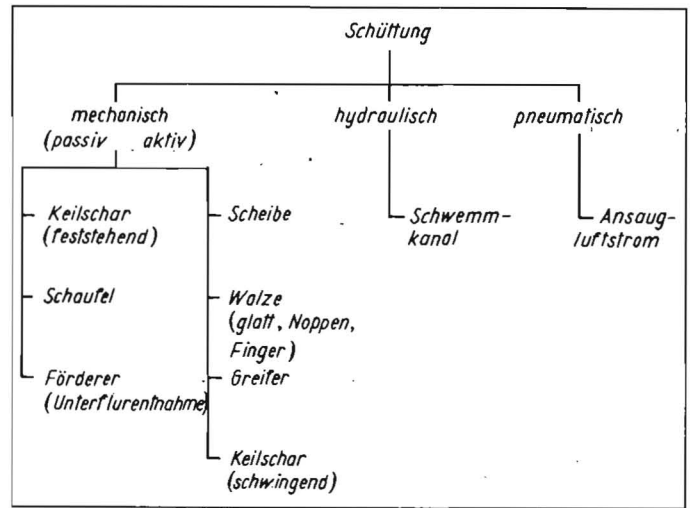 Schüttung
mechanisch
(passiv aktiv)
hydraulisch
pneumatisch
Keilschar
(feststehend)
Schaufel
Förderer
(Unterflurentnahme)
Scheibe
Walze
(glatt, Noppen,
Finger)
Greifer
Keilschar
(schwingend)
Schwemm-
kanal
Ansaug-
luftstrom